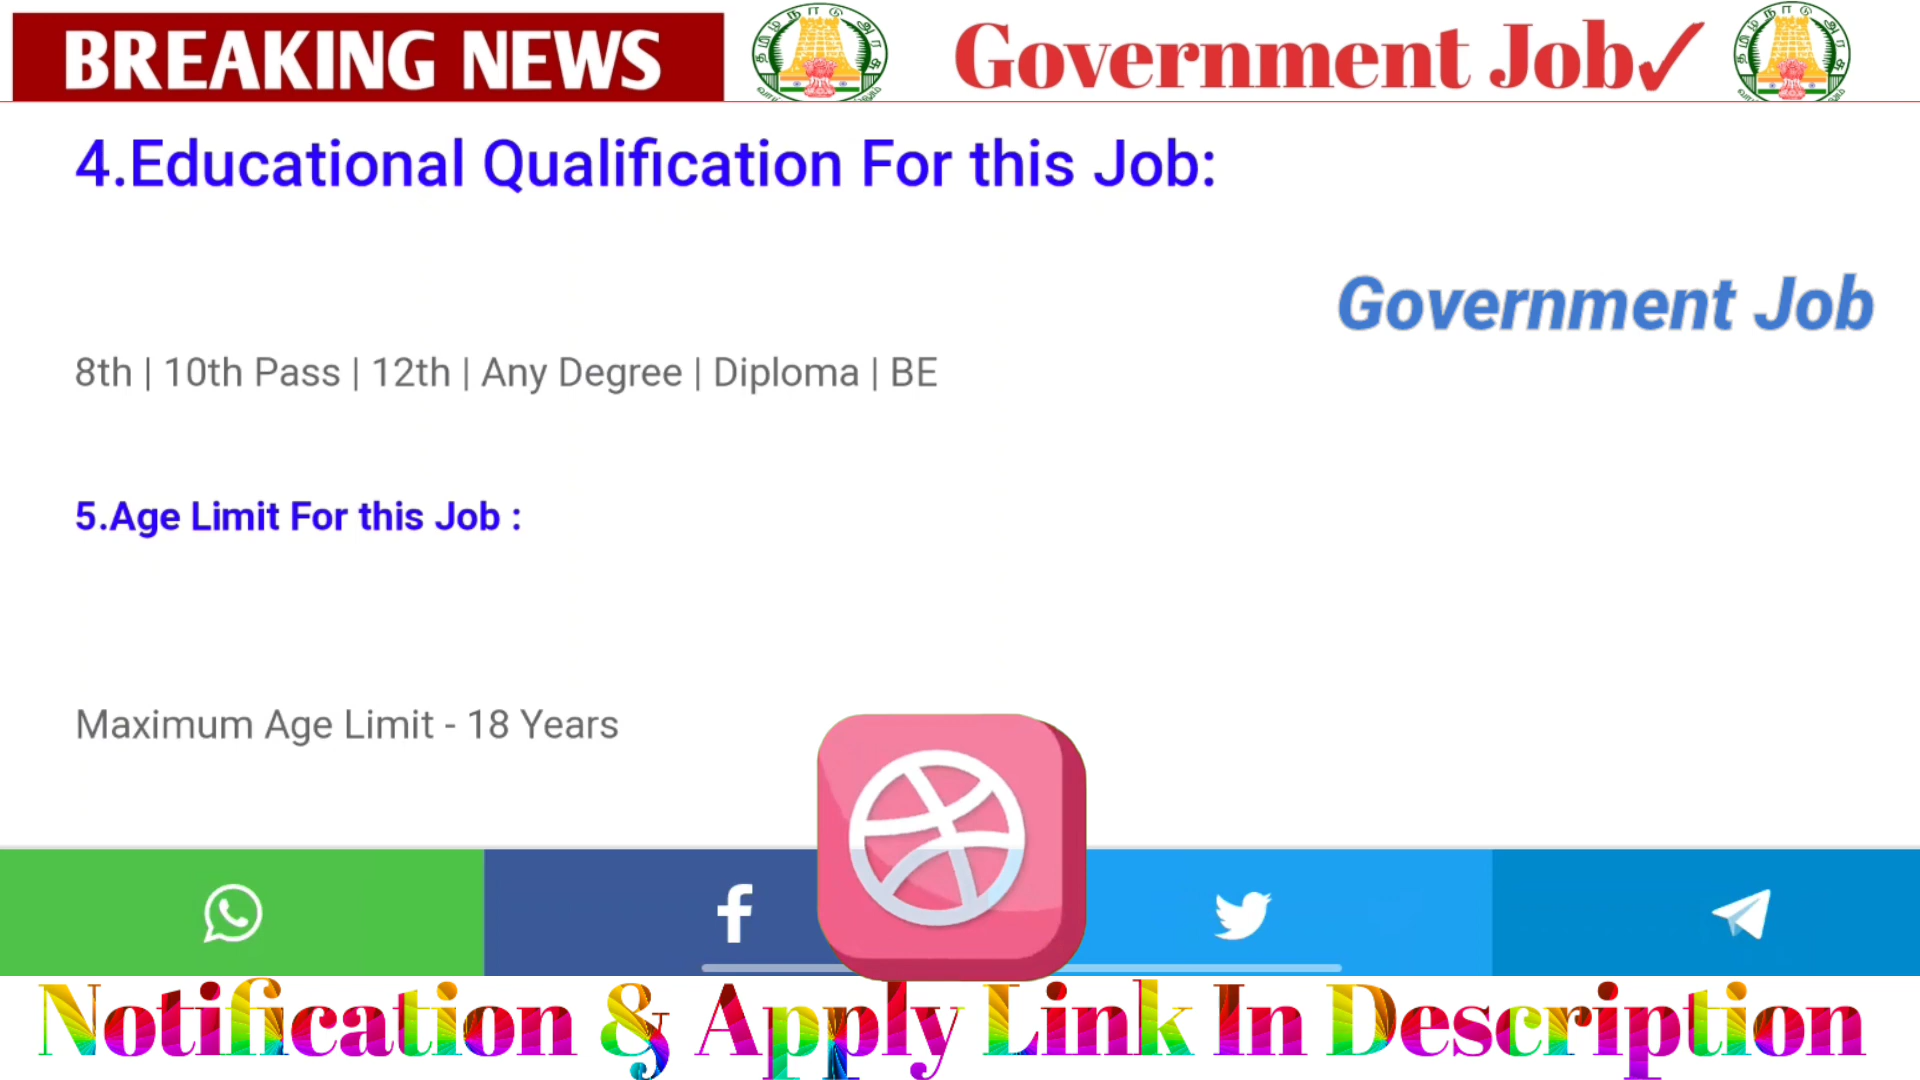 BREAKING NEWS
Government Job✓
4.Educational Qualification For this Job:
Government Job
8th | 10th Pass | 12th | Any Degree | Diploma | BE
5.Age Limit For this Job :
Maximum Age Limit - 18 Years
Notification & Apply Link In Description